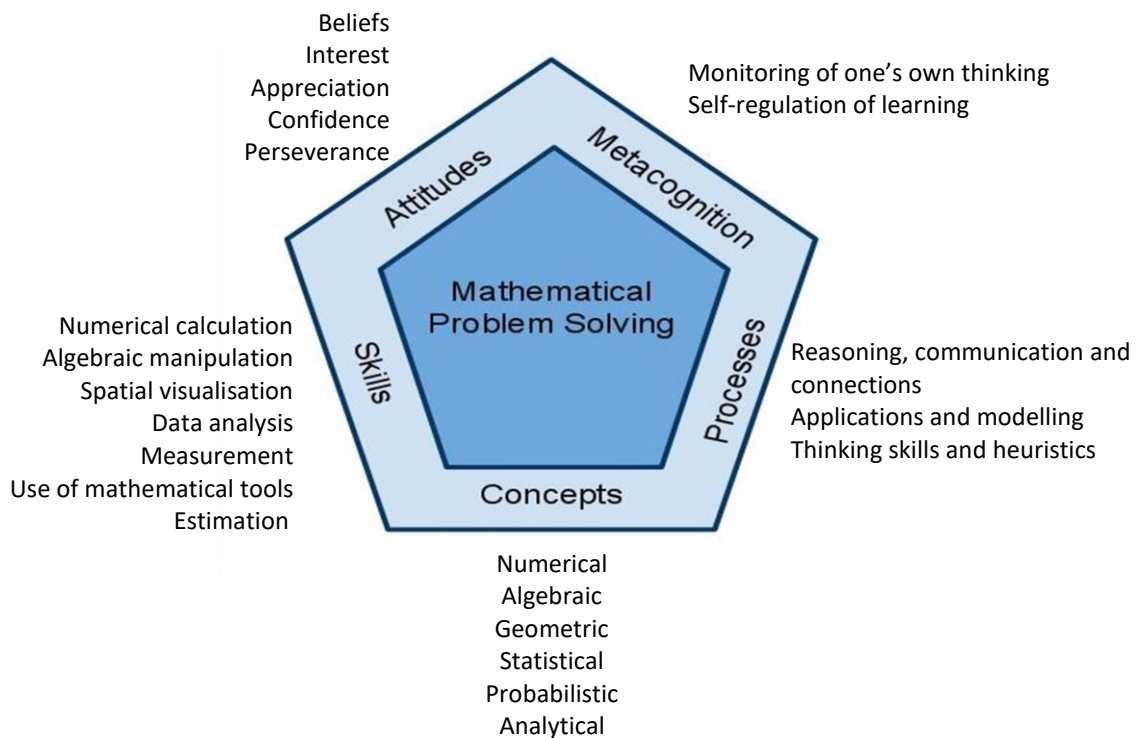 Beliefs
Interest
Appreciation
Confidence
Perseverance
Monitoring of one’s own thinking
Self-regulation of learning
Attitudes
Metacognition
Mathematical
Problem Solving
Numerical calculation
Algebraic manipulation
Spatial visualisation
Data analysis
Measurement
Use of mathematical tools
Estimation
Skills
Processes
Reasoning, communication and
connections
Applications and modelling
Thinking skills and heuristics
Concepts
Numerical
Algebraic
Geometric
Statistical
Probabilistic
Analytical